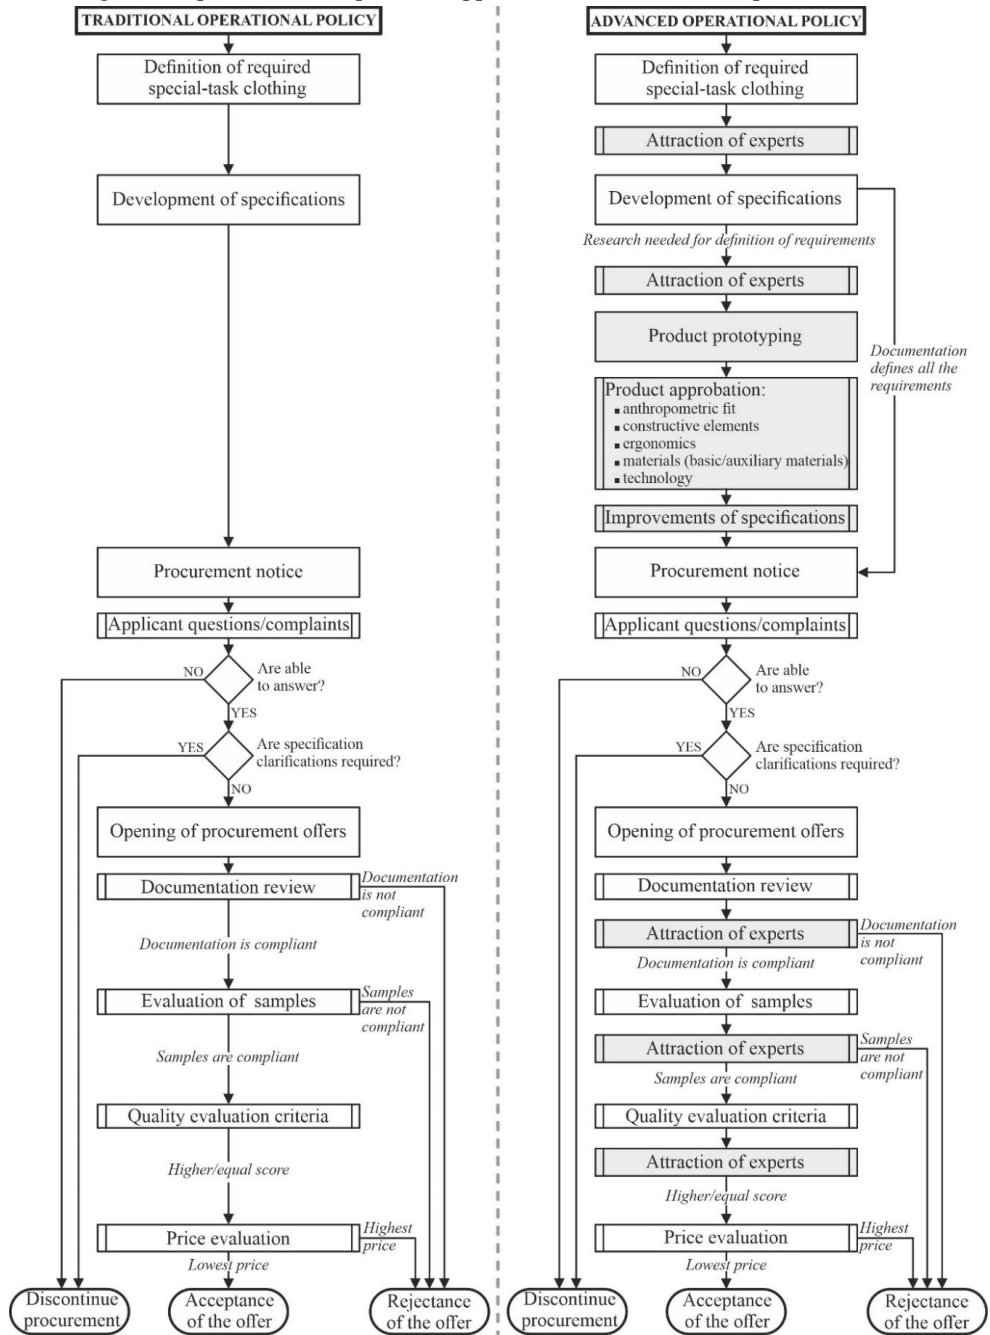 TRADITIONAL OPERATIONAL POLICY
Definition of required
special-task clothing
Development of specifications
Procurement notice
Applicant questions/complaints
NO
Are able
to answer?
YES
YES
Are specification
clarifications required?
NO
Opening of procurement offers
Documentation review
Documentation
is not
compliant
Documentation is compliant
Evaluation of samples
Samples
are not
compliant
Samples are compliant
Quality evaluation criteria
Higher/equal score
Price evaluation
Highest
price
Lowest price
Discontinue
procurement
Acceptance
of the offer
Rejectance
of the offer
ADVANCED OPERATIONAL POLICY
Definition of required
special-task clothing
Attraction of experts
Development of specifications
Research needed for definition of requirements
Attraction of experts
Product prototyping
Documentation
defines all the
requirements
Product approbation:
▪ anthropometric fit
▪ constructive elements
▪ ergonomics
▪ materials (basic/auxiliary materials)
▪ technology
Improvements of specifications
Procurement notice
Applicant questions/complaints
NO
Are able
to answer?
YES
YES
Are specification
clarifications required?
NO
Opening of procurement offers
Documentation review
Attraction of experts
Documentation
is not
compliant
Documentation is compliant
Evaluation of samples
Attraction of experts
Samples
are not
compliant
Samples are compliant
Quality evaluation criteria
Attraction of experts
Higher/equal score
Price evaluation
Highest
price
Lowest price
Discontinue
procurement
Acceptance
of the offer
Rejectance
of the offer